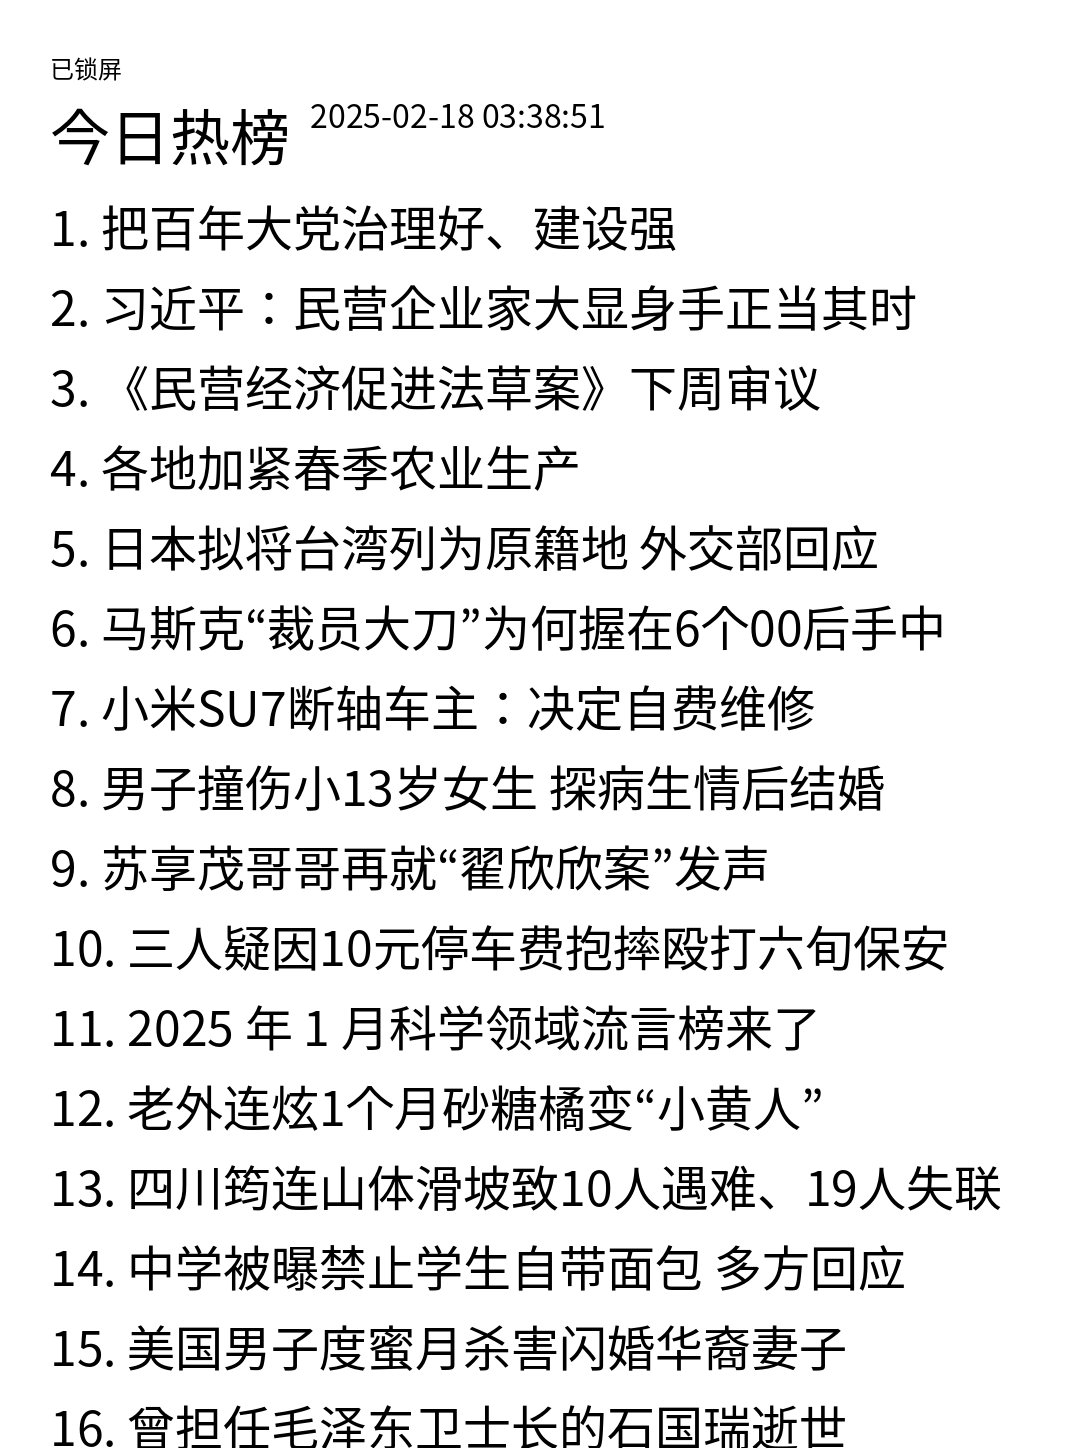 已锁屏
今日热榜 2025-02-18 03:38:51
1. 把百年大党治理好、建设强
2. 习近平：民营企业家大显身手正当其时
3. 《民营经济促进法草案》下周审议
4. 各地加紧春季农业生产
5. 日本拟将台湾列为原籍地 外交部回应
6. 马斯克“裁员大刀”为何握在6个00后手中
7. 小米SU7断轴车主：决定自费维修
8. 男子撞伤小13岁女生 探病生情后结婚
9. 苏享茂哥哥再就“翟欣欣案”发声
10. 三人疑因10元停车费抱摔殴打六旬保安
11. 2025 年 1 月科学领域流言榜来了
12. 老外连炫1个月砂糖橘变“小黄人”
13. 四川筠连山体滑坡致10人遇难、19人失联
14. 中学被曝禁止学生自带面包 多方回应
15. 美国男子度蜜月杀害闪婚华裔妻子
16. 曾担任毛泽东卫士长的石国瑞逝世